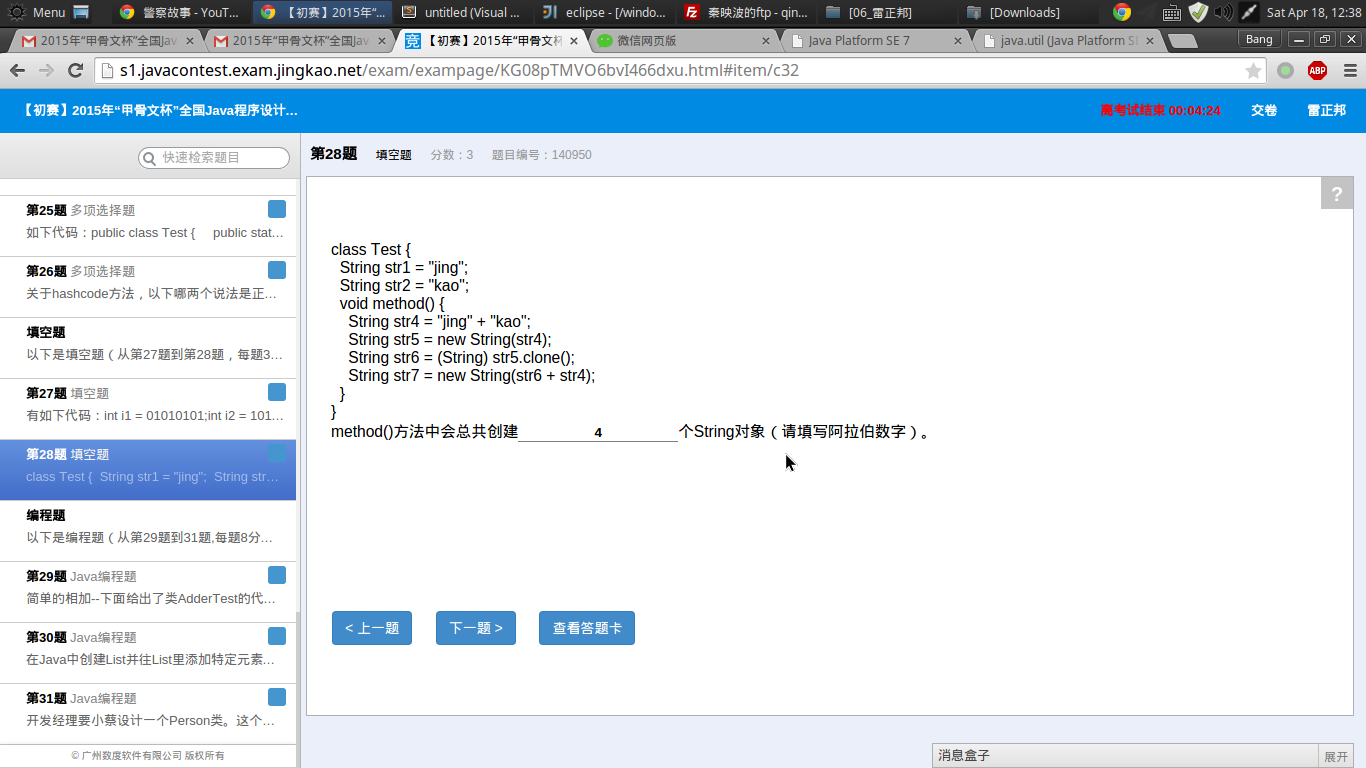 Menu
警察故事 - YouT...
【初赛】2015年“...
untitled (Visual ...
eclipse - [/windo...
秦映波的ftp - qin...
[06_雷正邦]
[Downloads]
Sat Apr 18, 12:38
2015年“甲骨文杯”全国Jav
2015年“甲骨文杯”全国Jav
【初赛】2015年“甲骨文杯
微信网页版
Java Platform SE 7
java.util (Java Platform SE
Bang
s1.javacontest.exam.jingkao.net/exam/exampage/KG08pTMVO6bvI466dxu.html#item/c32
ABP
【初赛】2015年“甲骨文杯”全国Java程序设计...
离考试结束 00:04:24
交卷
雷正邦
快速检索题目
第25题 多项选择题
如下代码：public class Test { public stat...
第26题 多项选择题
关于hashcode方法，以下哪两个说法是正...
填空题
以下是填空题（从第27题到第28题，每题3...
第27题 填空题
有如下代码：int i1 = 01010101;int i2 = 101...
第28题 填空题
class Test { String str1 = "jing"; String str...
编程题
以下是编程题（从第29题到31题,每题8分...
第29题 Java编程题
简单的相加--下面给出了类AdderTest的代...
第30题 Java编程题
在Java中创建List并往List里添加特定元素...
第31题 Java编程题
开发经理要小蔡设计一个Person类。这个...
© 广州数度软件有限公司 版权所有
第28题 填空题 分数：3 题目编号：140950
?
class Test {
String str1 = "jing";
String str2 = "kao";
void method() {
String str4 = "jing" + "kao";
String str5 = new String(str4);
String str6 = (String) str5.clone();
String str7 = new String(str6 + str4);
}
}
method()方法中会总共创建 4 个String对象（请填写阿拉伯数字）。
< 上一题
下一题 >
查看答题卡
消息盒子
展开